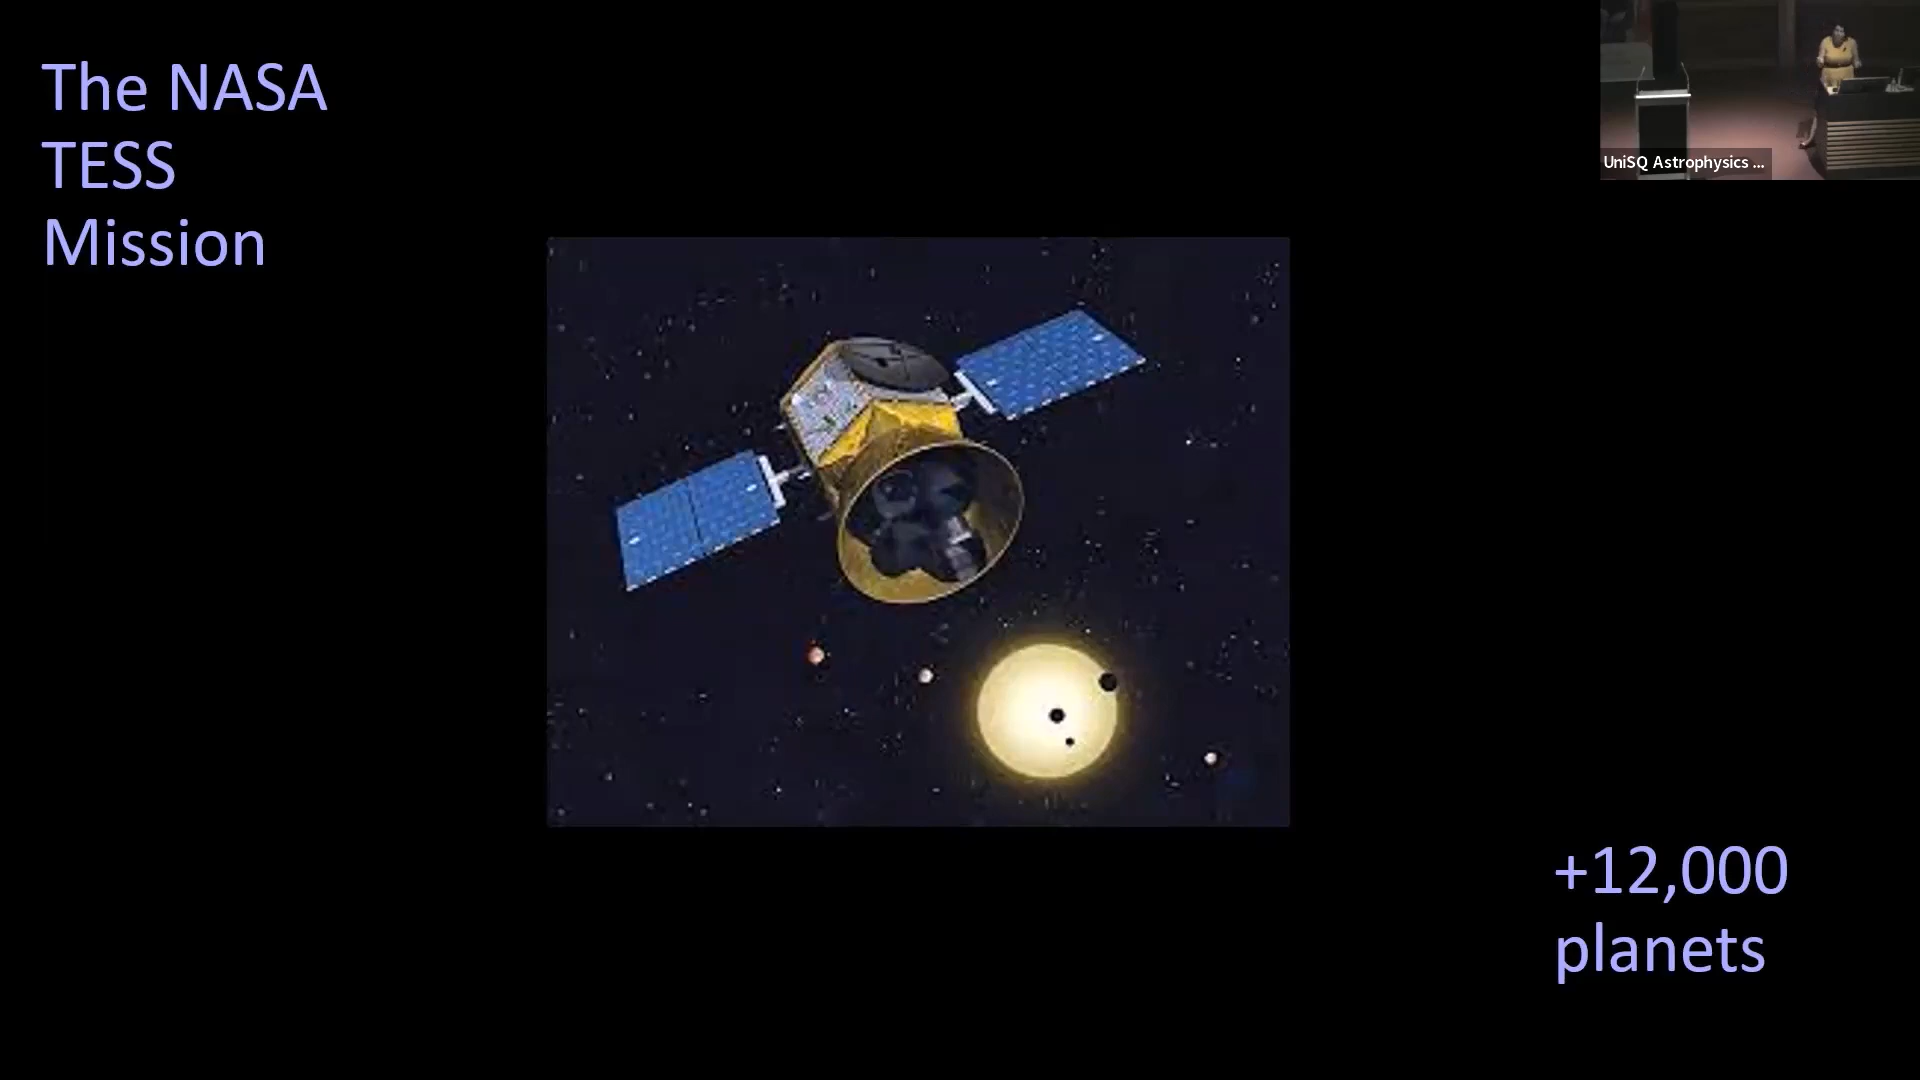 The NASA
TESS
Mission
UniSQ Astrophysics ...
+12,000
planets